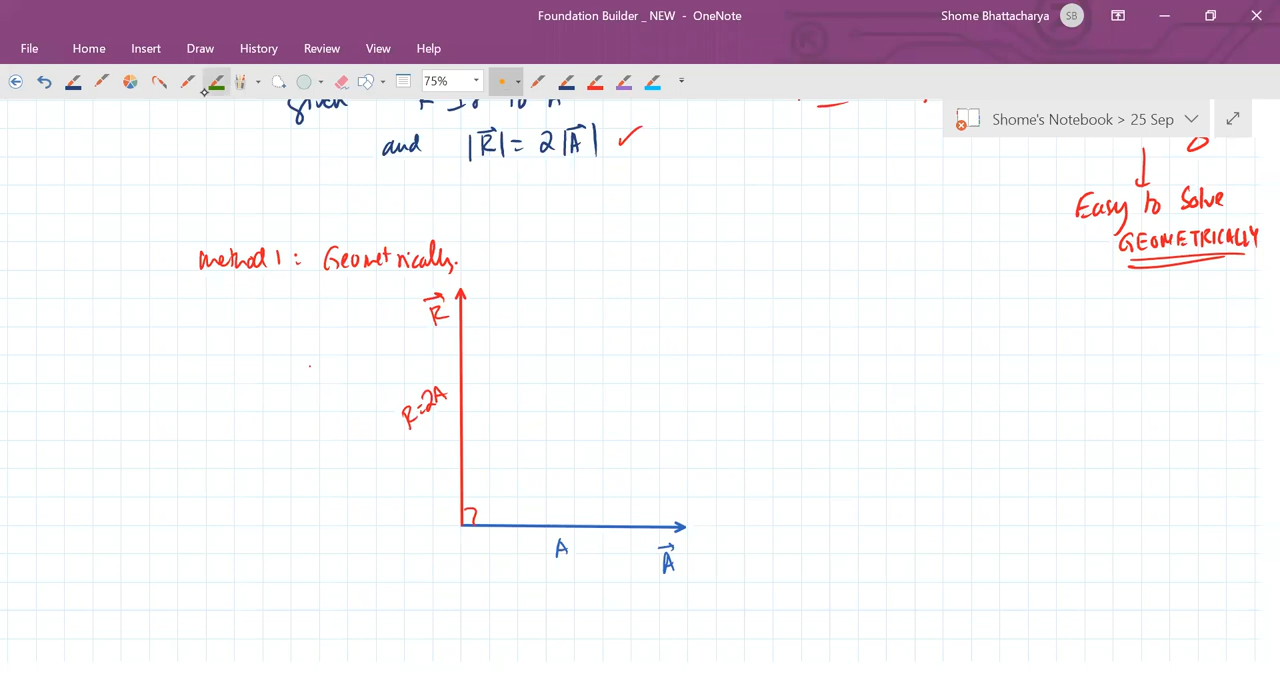 Foundation Builder _ NEW - OneNote
Shome Bhattacharya SB
File Home Insert Draw History Review View Help
75%
Shome's Notebook > 25 Sep
given
and |R⃗| = 2|A⃗| ✓
Easy to Solve
GEOMETRICALLY
method 1 : Geometrically.
R⃗
R=2A
A
A⃗